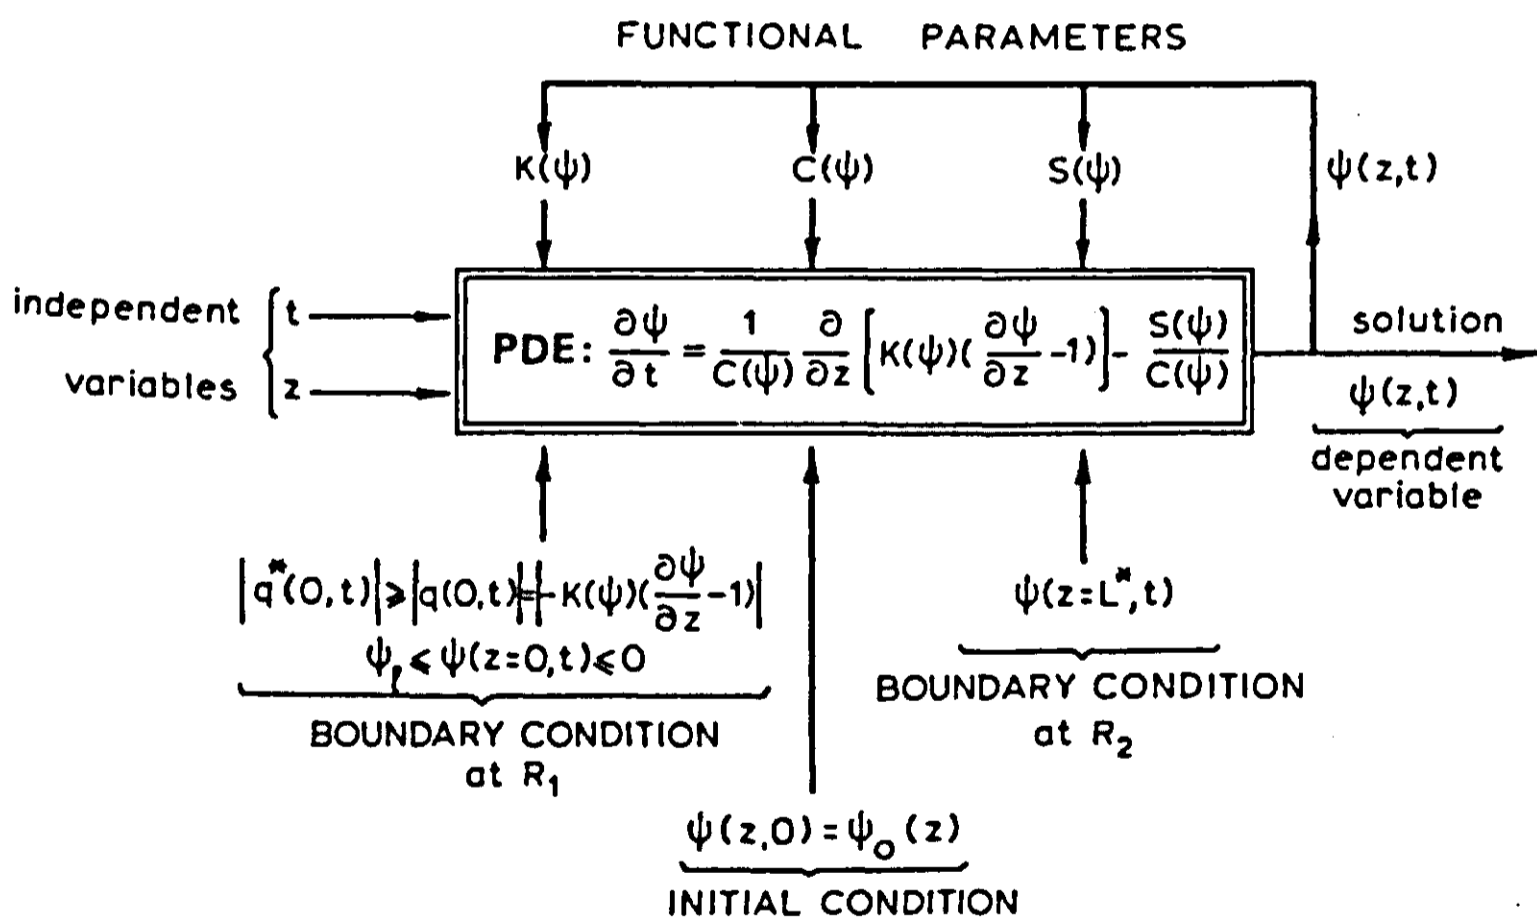 FUNCTIONAL PARAMETERS
K(ψ) C(ψ) S(ψ) ψ(z,t)
independent variables { t z
PDE: ∂ψ/∂t = 1/C(ψ) ∂/∂z [K(ψ)(∂ψ/∂z -1)] - S(ψ)/C(ψ)
solution
ψ(z,t)
dependent
variable
|q*(0,t)|⩾|q(0,t)|=|-K(ψ)(∂ψ/∂z -1)|
ψₗ ⩽ ψ(z=0,t) ⩽ 0
BOUNDARY CONDITION
at R₁
ψ(z=L*,t)
BOUNDARY CONDITION
at R₂
ψ(z,0) = ψ₀(z)
INITIAL CONDITION